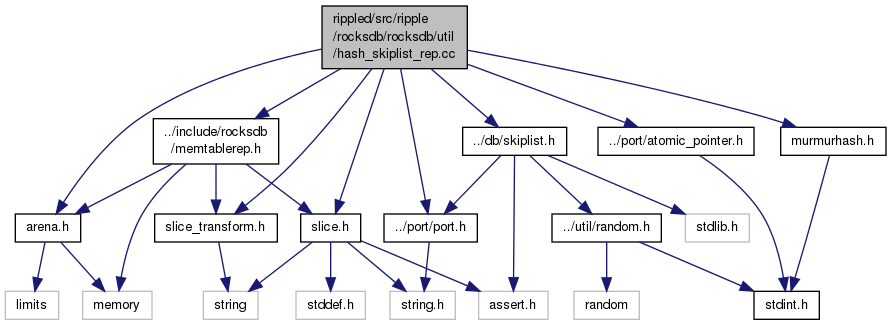 rippled/src/ripple
/rocksdb/rocksdb/util
/hash_skiplist_rep.cc
../include/rocksdb
/memtablerep.h
../db/skiplist.h
../port/atomic_pointer.h
murmurhash.h
arena.h
slice_transform.h
slice.h
../port/port.h
../util/random.h
stdlib.h
limits
memory
string
stddef.h
string.h
assert.h
random
stdint.h